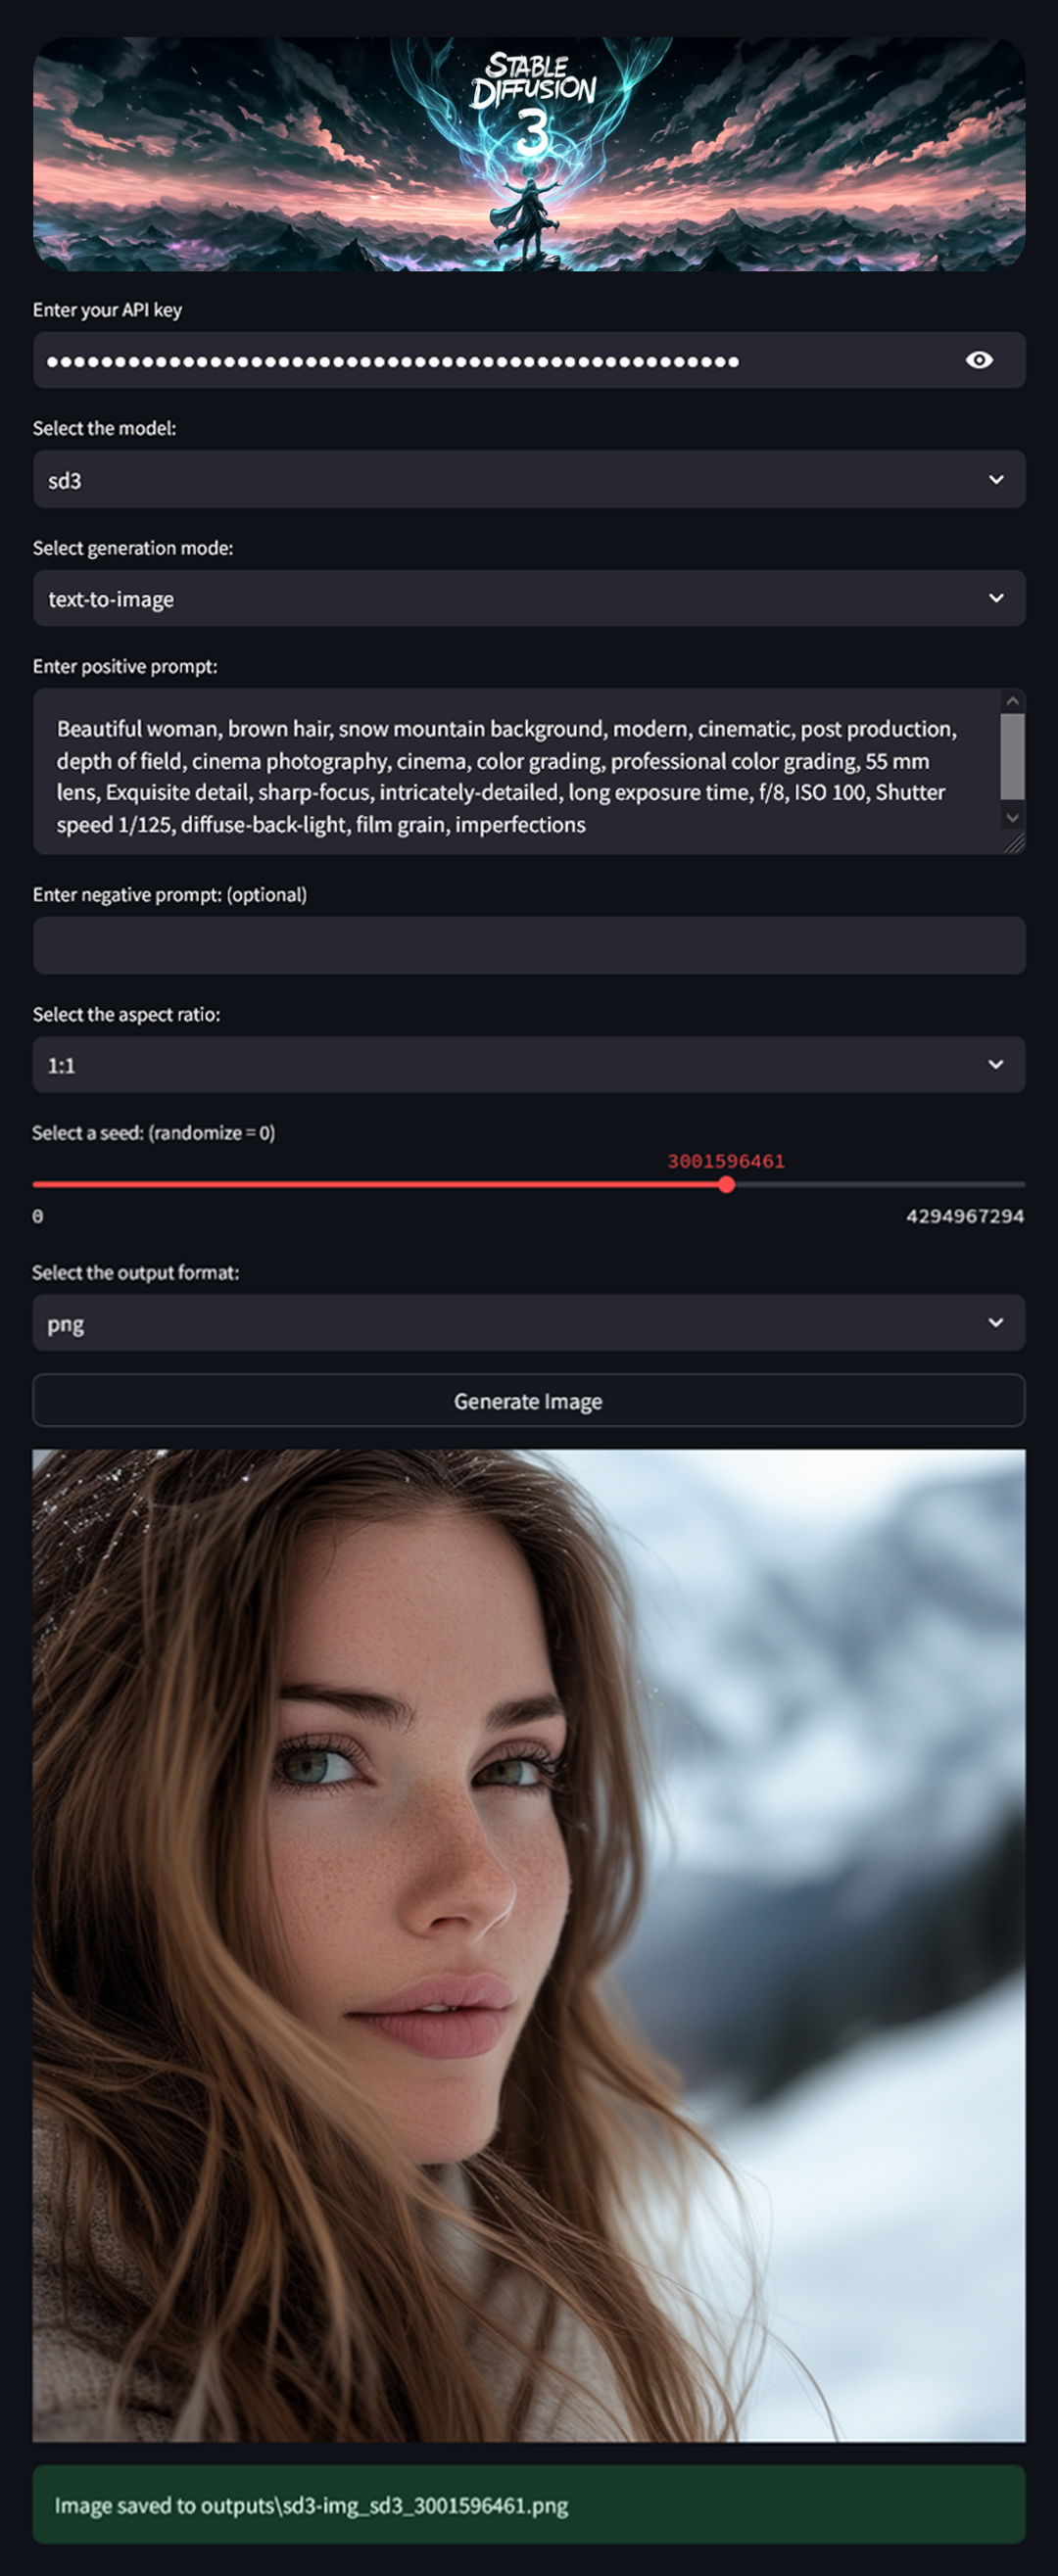 STABLE
DIFFUSION
3
Enter your API key
Select the model:
sd3
Select generation mode:
text-to-image
Enter positive prompt:
Beautiful woman, brown hair, snow mountain background, modern, cinematic, post production,
depth of field, cinema photography, cinema, color grading, professional color grading, 55 mm
lens, Exquisite detail, sharp-focus, intricately-detailed, long exposure time, f/8, ISO 100, Shutter
speed 1/125, diffuse-back-light, film grain, imperfections
Enter negative prompt: (optional)
Select the aspect ratio:
1:1
Select a seed: (randomize = 0)
3001596461
0 4294967294
Select the output format:
png
Generate Image
Image saved to outputs\sd3-img_sd3_3001596461.png